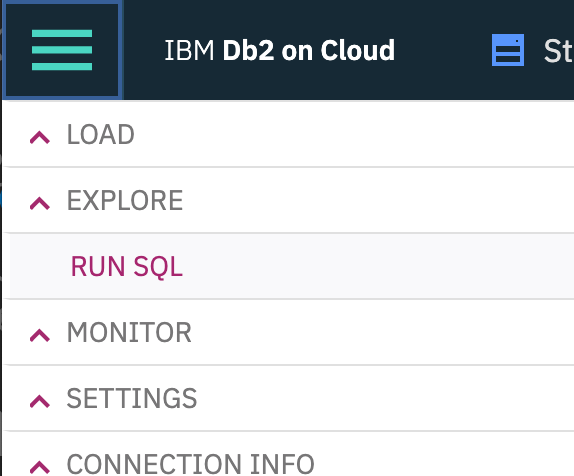 IBM Db2 on Cloud St
LOAD
EXPLORE
RUN SQL
MONITOR
SETTINGS
CONNECTION INFO